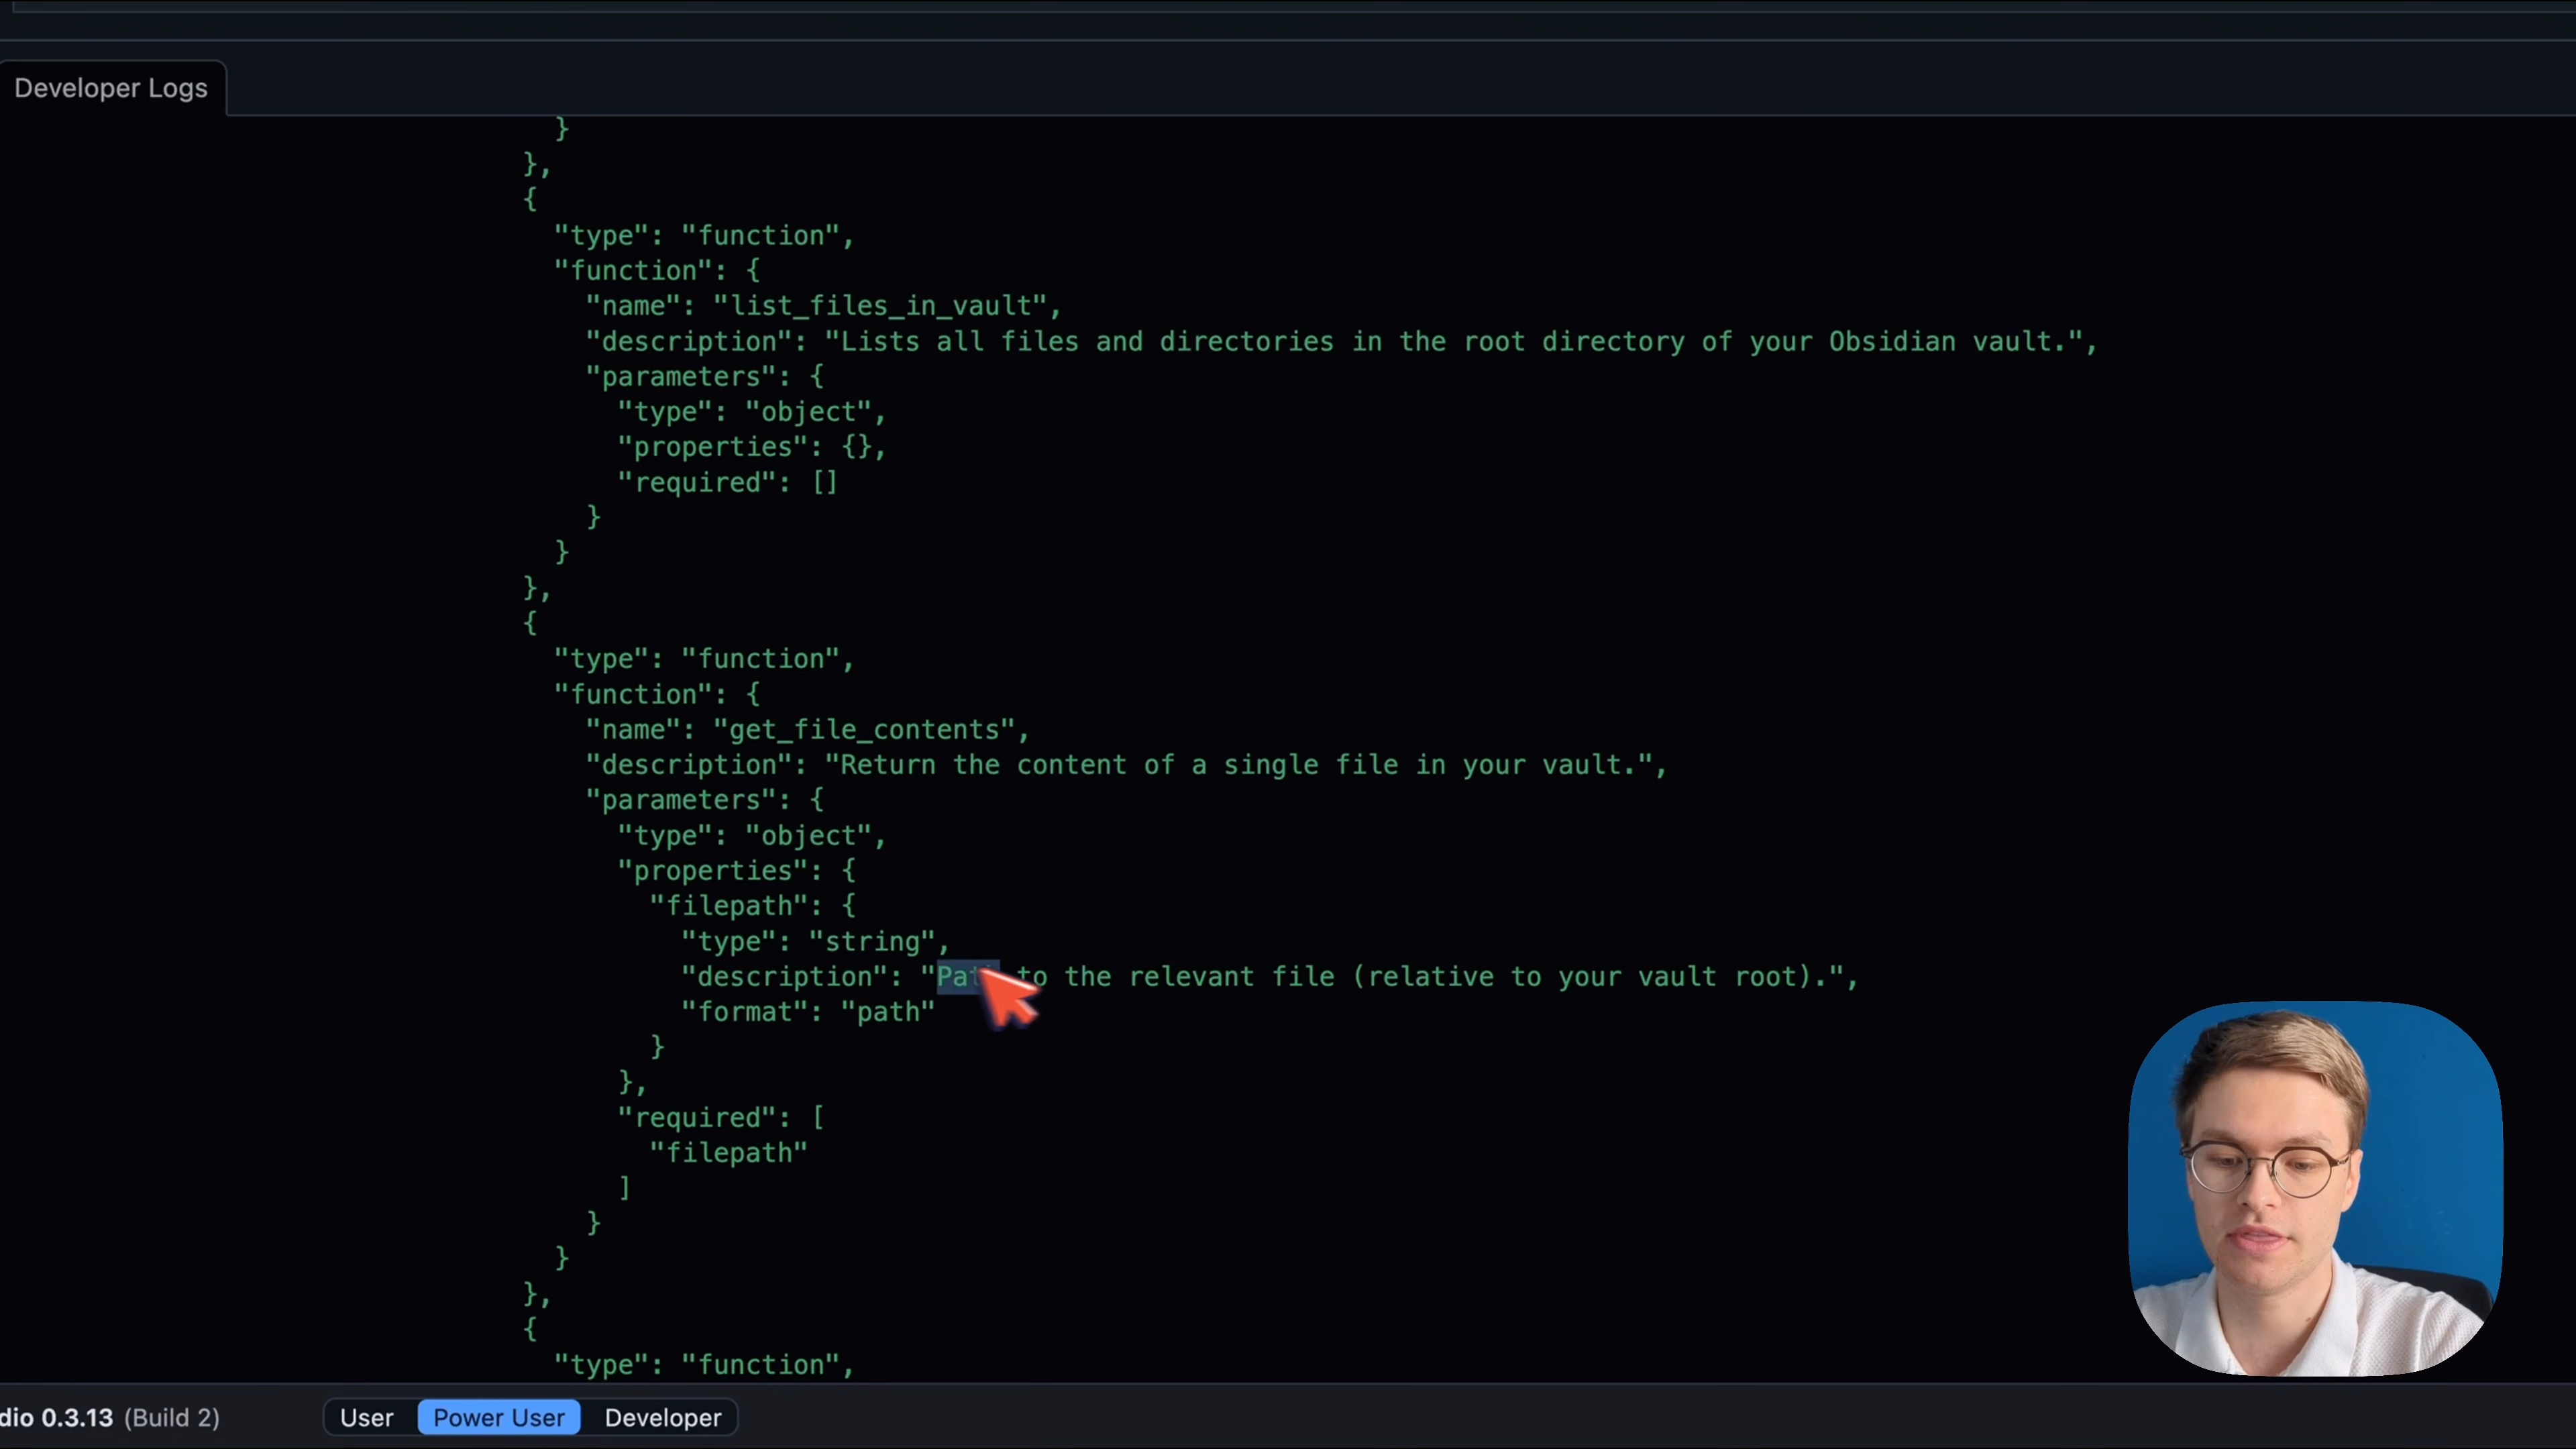 Developer Logs
}
},
{
"type": "function",
"function": {
"name": "list_files_in_vault",
"description": "Lists all files and directories in the root directory of your Obsidian vault.",
"parameters": {
"type": "object",
"properties": {},
"required": []
}
}
},
{
"type": "function",
"function": {
"name": "get_file_contents",
"description": "Return the content of a single file in your vault.",
"parameters": {
"type": "object",
"properties": {
"filepath": {
"type": "string",
"description": "Path to the relevant file (relative to your vault root).",
"format": "path"
}
},
"required": [
"filepath"
]
}
}
},
{
"type": "function",
dio 0.3.13 (Build 2)
User Power User Developer